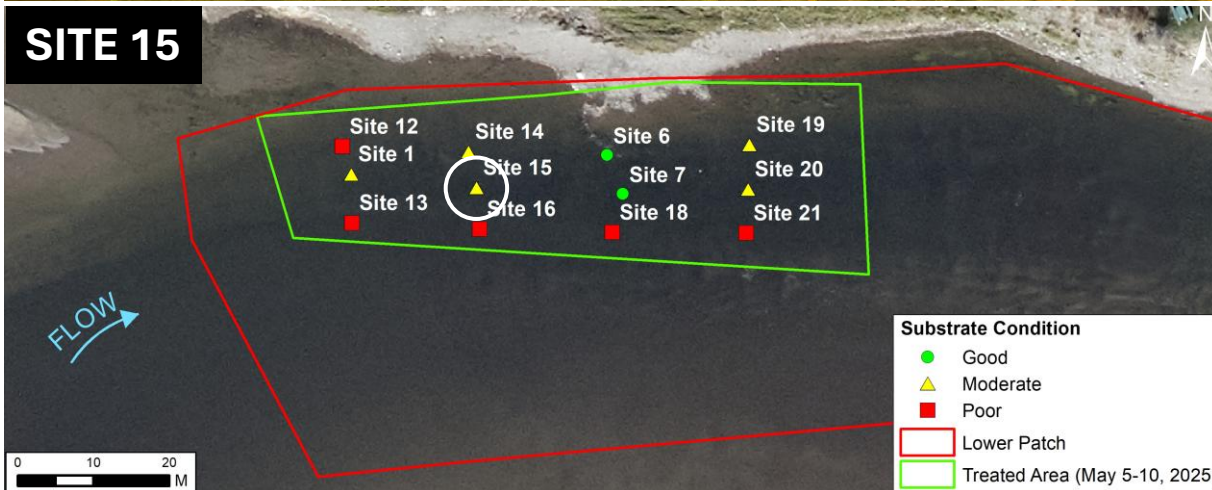 SITE 15
N
Site 12
Site 14
Site 6
Site 19
Site 1
Site 15
Site 7
Site 20
Site 13
Site 16
Site 18
Site 21
FLOW
Substrate Condition
Good
Moderate
Poor
Lower Patch
Treated Area (May 5-10, 2025
0 10 20
M